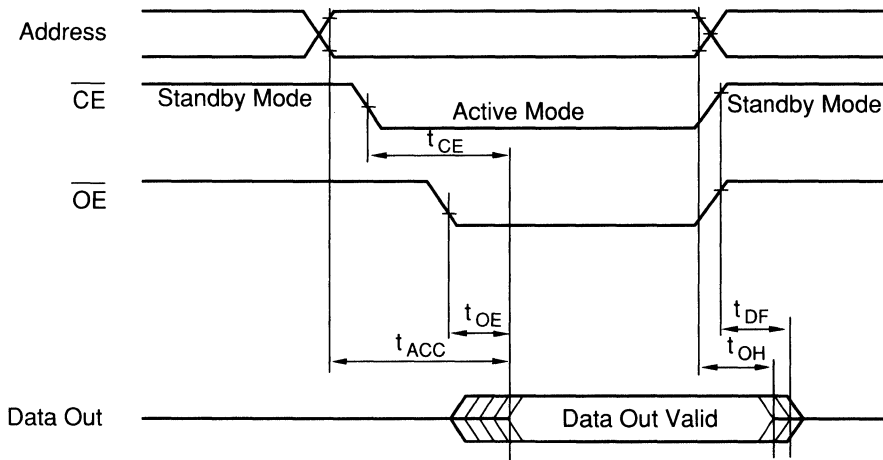 Address
CE
Standby Mode
Active Mode
Standby Mode
tCE
OE
tOE
tDF
tACC
tOH
Data Out
Data Out Valid